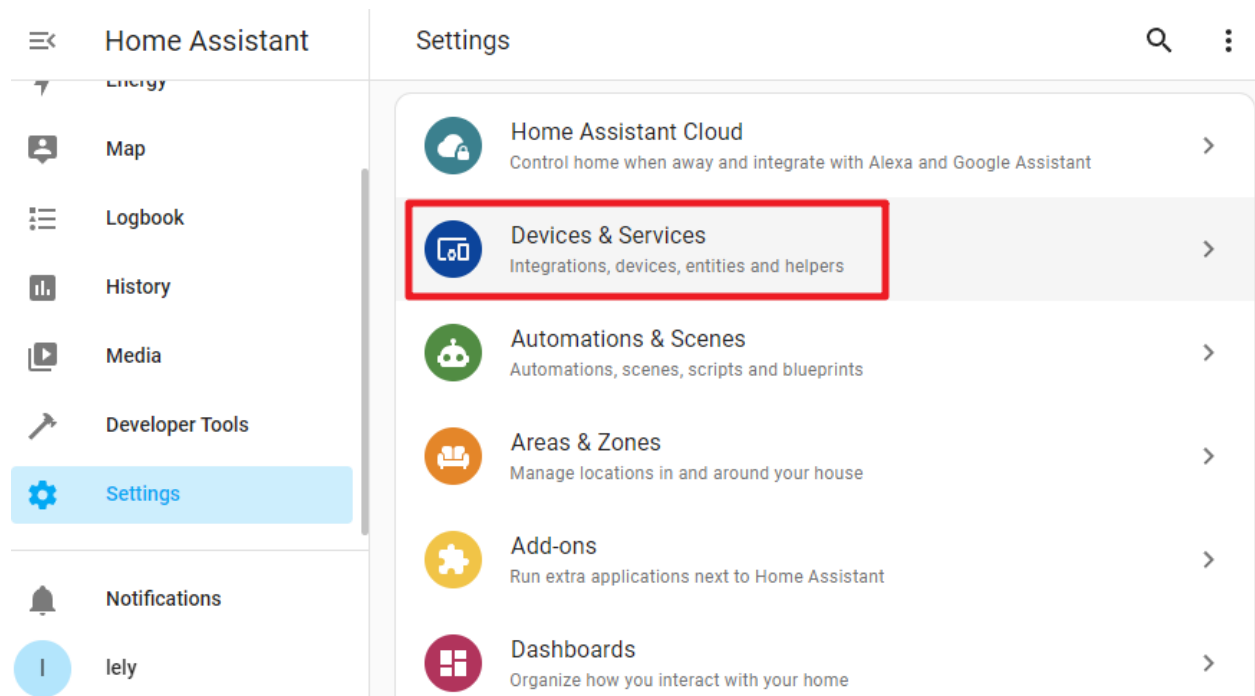 Home Assistant
Energy
Map
Logbook
History
Media
Developer Tools
Settings
Notifications
l
lely
Settings
Home Assistant Cloud
Control home when away and integrate with Alexa and Google Assistant
Devices & Services
Integrations, devices, entities and helpers
Automations & Scenes
Automations, scenes, scripts and blueprints
Areas & Zones
Manage locations in and around your house
Add-ons
Run extra applications next to Home Assistant
Dashboards
Organize how you interact with your home